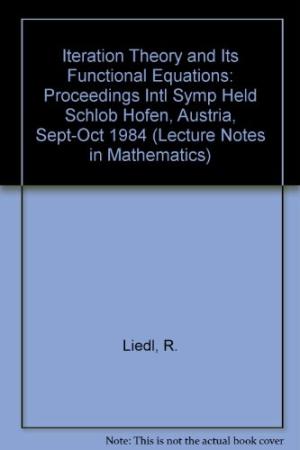 Iteration Theory and Its
Functional Equations:
Proceedings Intl Symp Held
Schlob Hofen, Austria,
Sept-Oct 1984 (Lecture Notes
in Mathematics)
Liedl, R.
Note: This is not the actual book cover